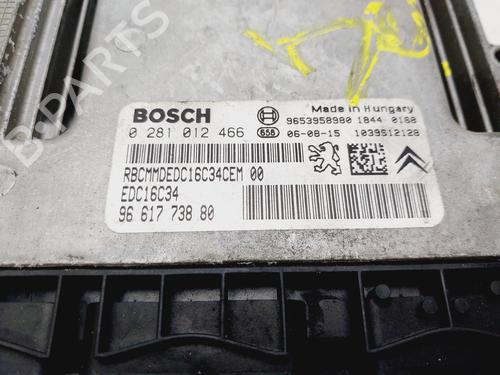 B-PARTS
BOSCH
Made in Hungary
9653958980 1844 0188
0 281 012 466
658
06-08-15
1039S12128
RBCMMDEDC16C34CEM 00
EDC16C34
96 617 738 80